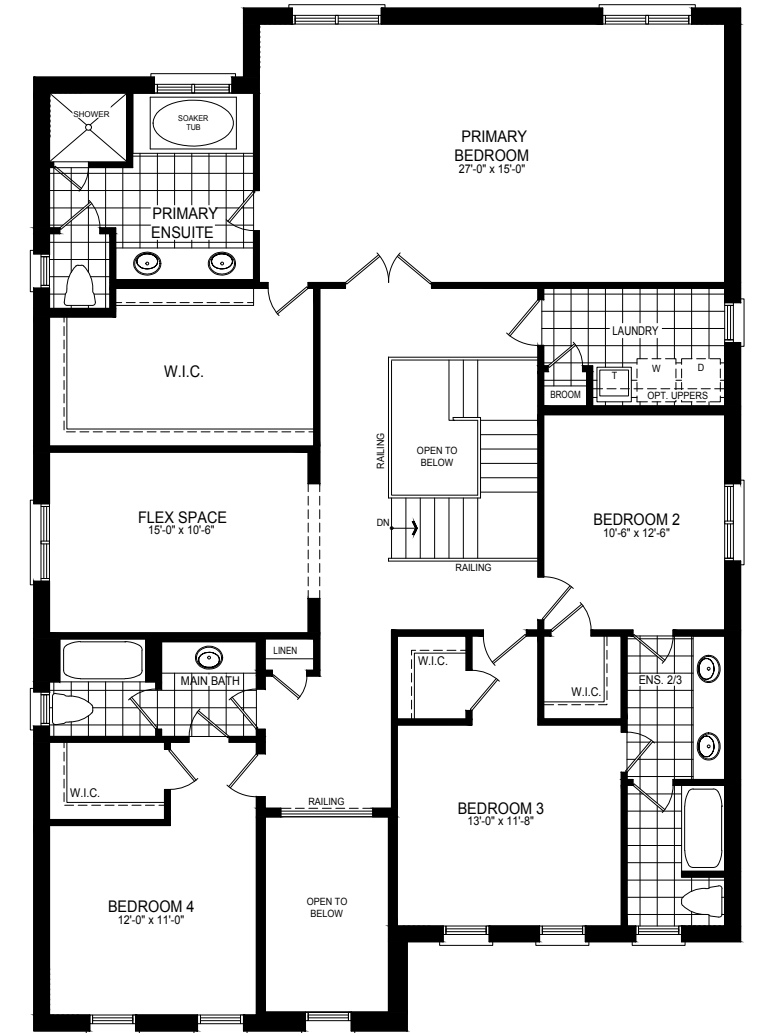 SHOWER
SOAKER
TUB
PRIMARY
BEDROOM
27'-0" x 15'-0"
PRIMARY
ENSUITE
LAUNDRY
W.I.C.
T
W
D
BROOM
OPT. UPPERS
RAILING
OPEN TO
BELOW
FLEX SPACE
15'-0" x 10'-6"
DN
BEDROOM 2
10'-6" x 12'-6"
RAILING
LINEN
MAIN BATH
W.I.C.
W.I.C.
ENS. 2/3
W.I.C.
RAILING
BEDROOM 3
13'-0" x 11'-8"
BEDROOM 4
12'-0" x 11'-0"
OPEN TO
BELOW